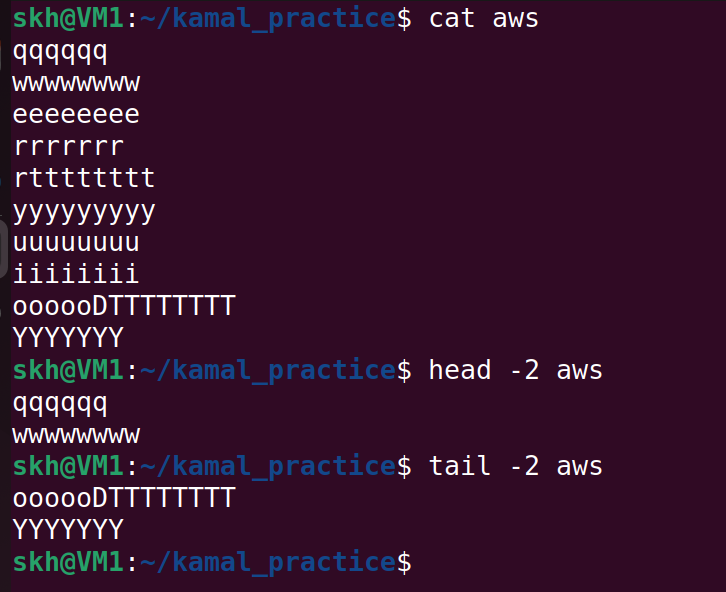 skh@VM1:~/kamal_practice$ cat aws
qqqqqq
wwwwwwww
eeeeeeee
rrrrrrr
rtttttttt
yyyyyyyyy
uuuuuuuu
iiiiiiii
oooooDTTTTTTTT
YYYYYYY
skh@VM1:~/kamal_practice$ head -2 aws
qqqqqq
wwwwwwww
skh@VM1:~/kamal_practice$ tail -2 aws
oooooDTTTTTTTT
YYYYYYY
skh@VM1:~/kamal_practice$